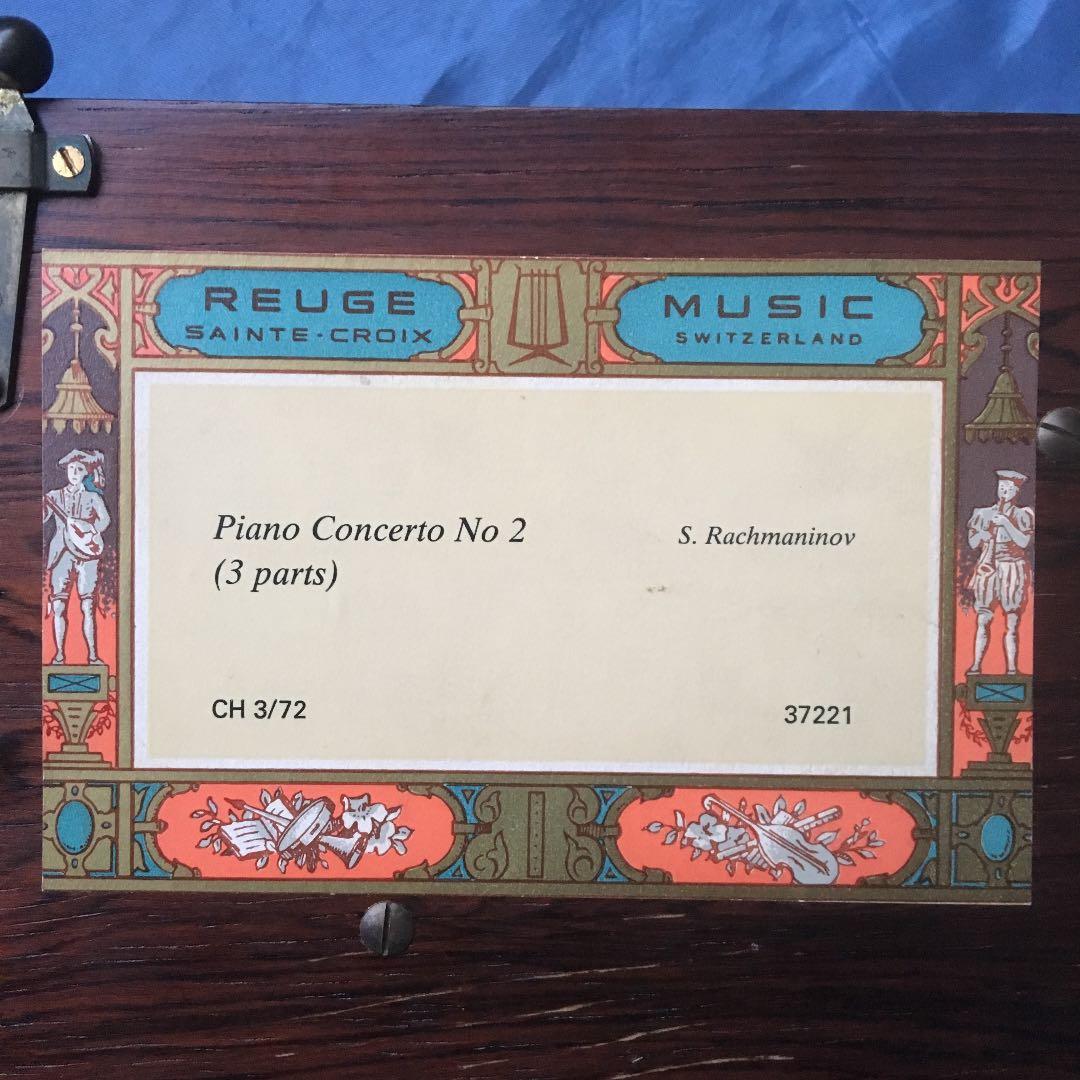 REUGE MUSIC
SAINTE-CROIX SWITZERLAND
Piano Concerto No 2 S. Rachmaninov
(3 parts)
CH 3/72 37221